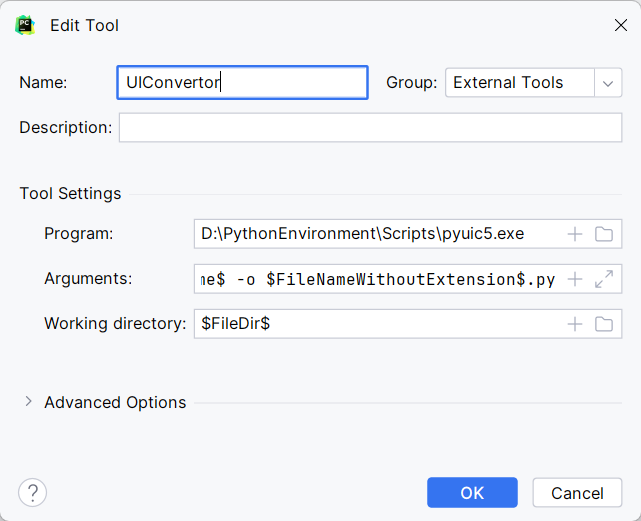 PC Edit Tool
Name: UIConvertor Group: External Tools
Description:
Tool Settings
Program: D:\PythonEnvironment\Scripts\pyuic5.exe
Arguments: me$ -o $FileNameWithoutExtension$.py
Working directory: $FileDir$
Advanced Options
? OK Cancel